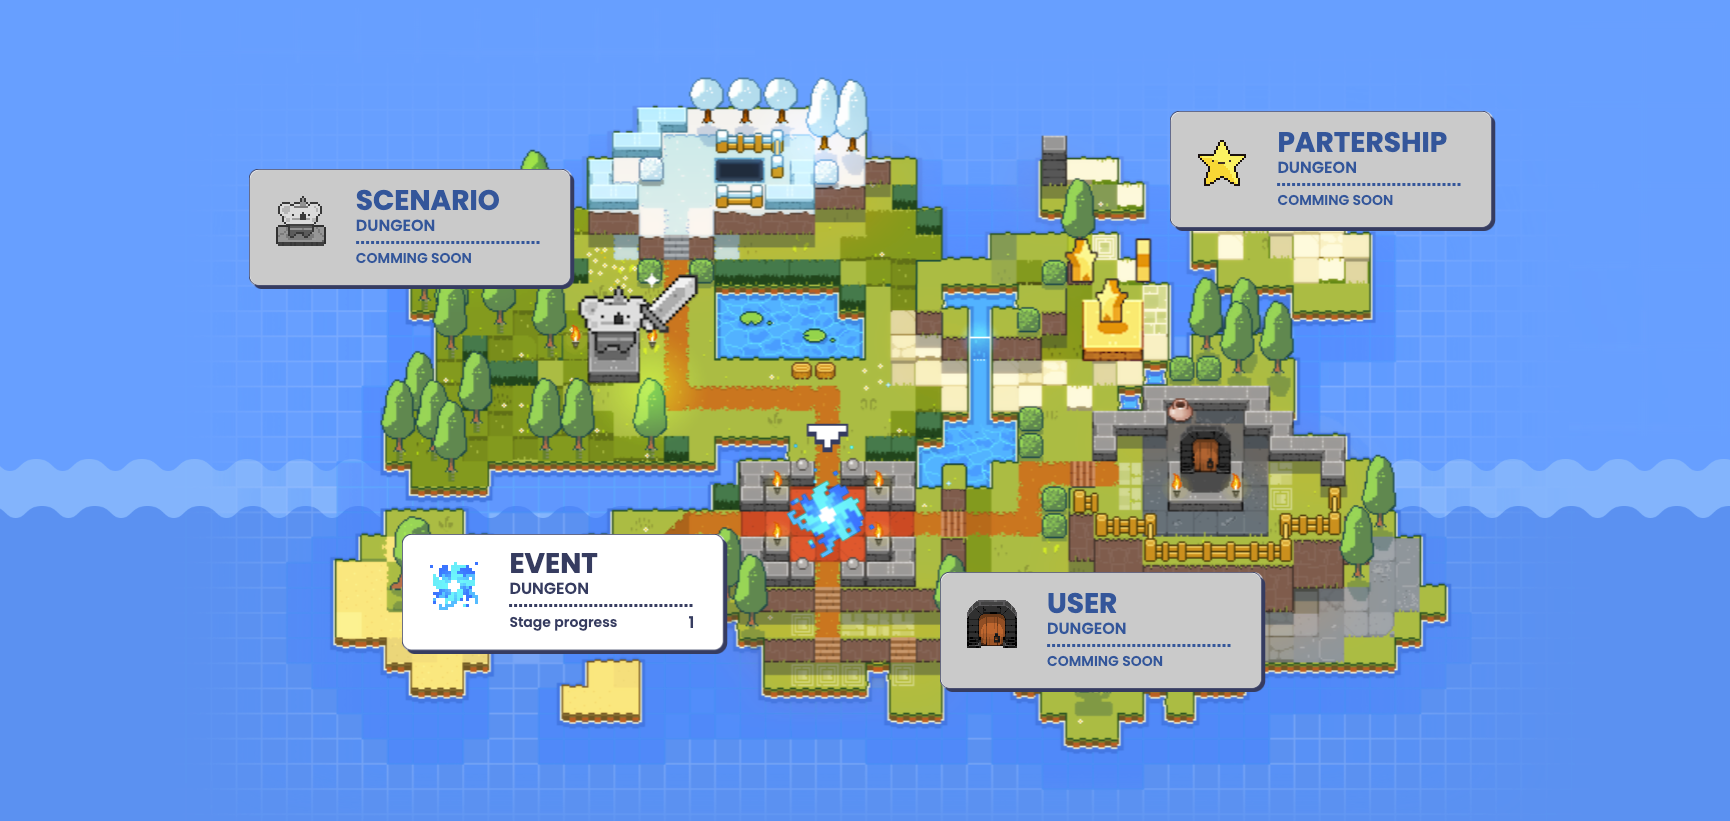 SCENARIO
DUNGEON
COMMING SOON
PARTERSHIP
DUNGEON
COMMING SOON
EVENT
DUNGEON
Stage progress 1
USER
DUNGEON
COMMING SOON